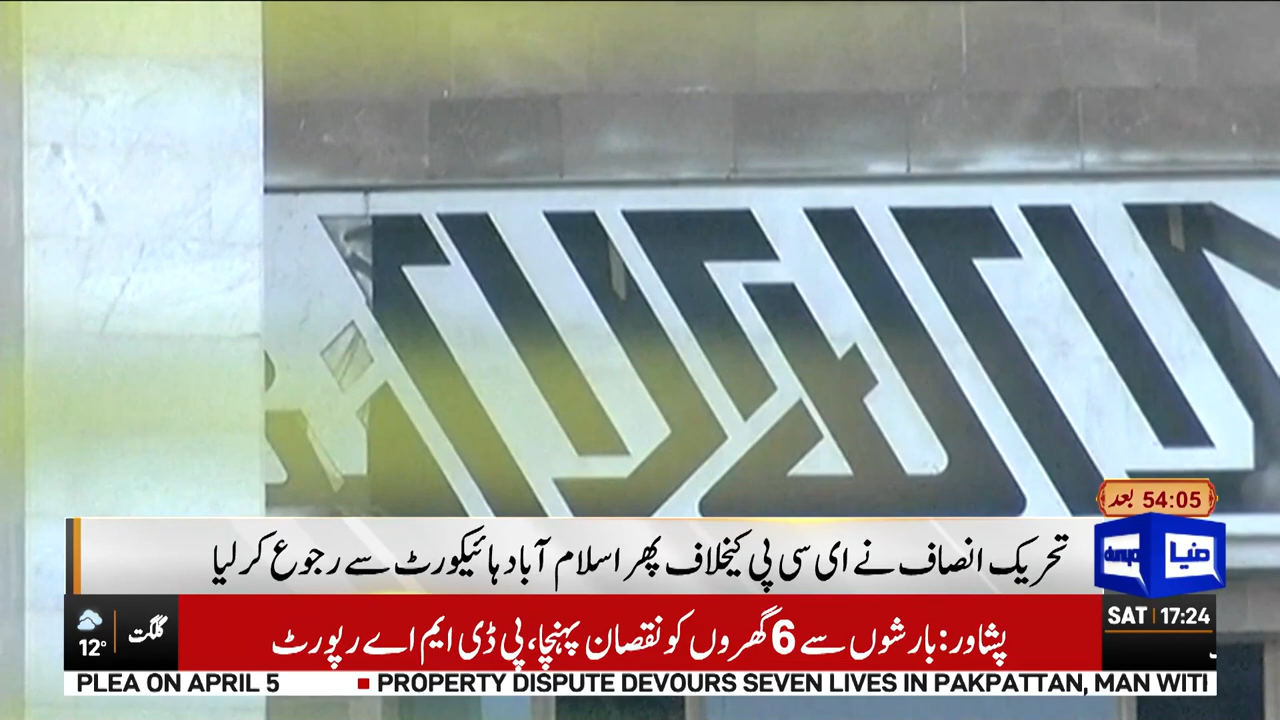 54:05 بعد
تحریک انصاف نے ای سی پی کیخلاف پھر اسلام آباد ہائیکورٹ سے رجوع کرلیا
دنیا
SAT 17:24
گلگت
12°
پشاور: بارشوں سے 6 گھروں کو نقصان پہنچا، پی ڈی ایم اے رپورٹ
PLEA ON APRIL 5 ■ PROPERTY DISPUTE DEVOURS SEVEN LIVES IN PAKPATTAN, MAN WITH